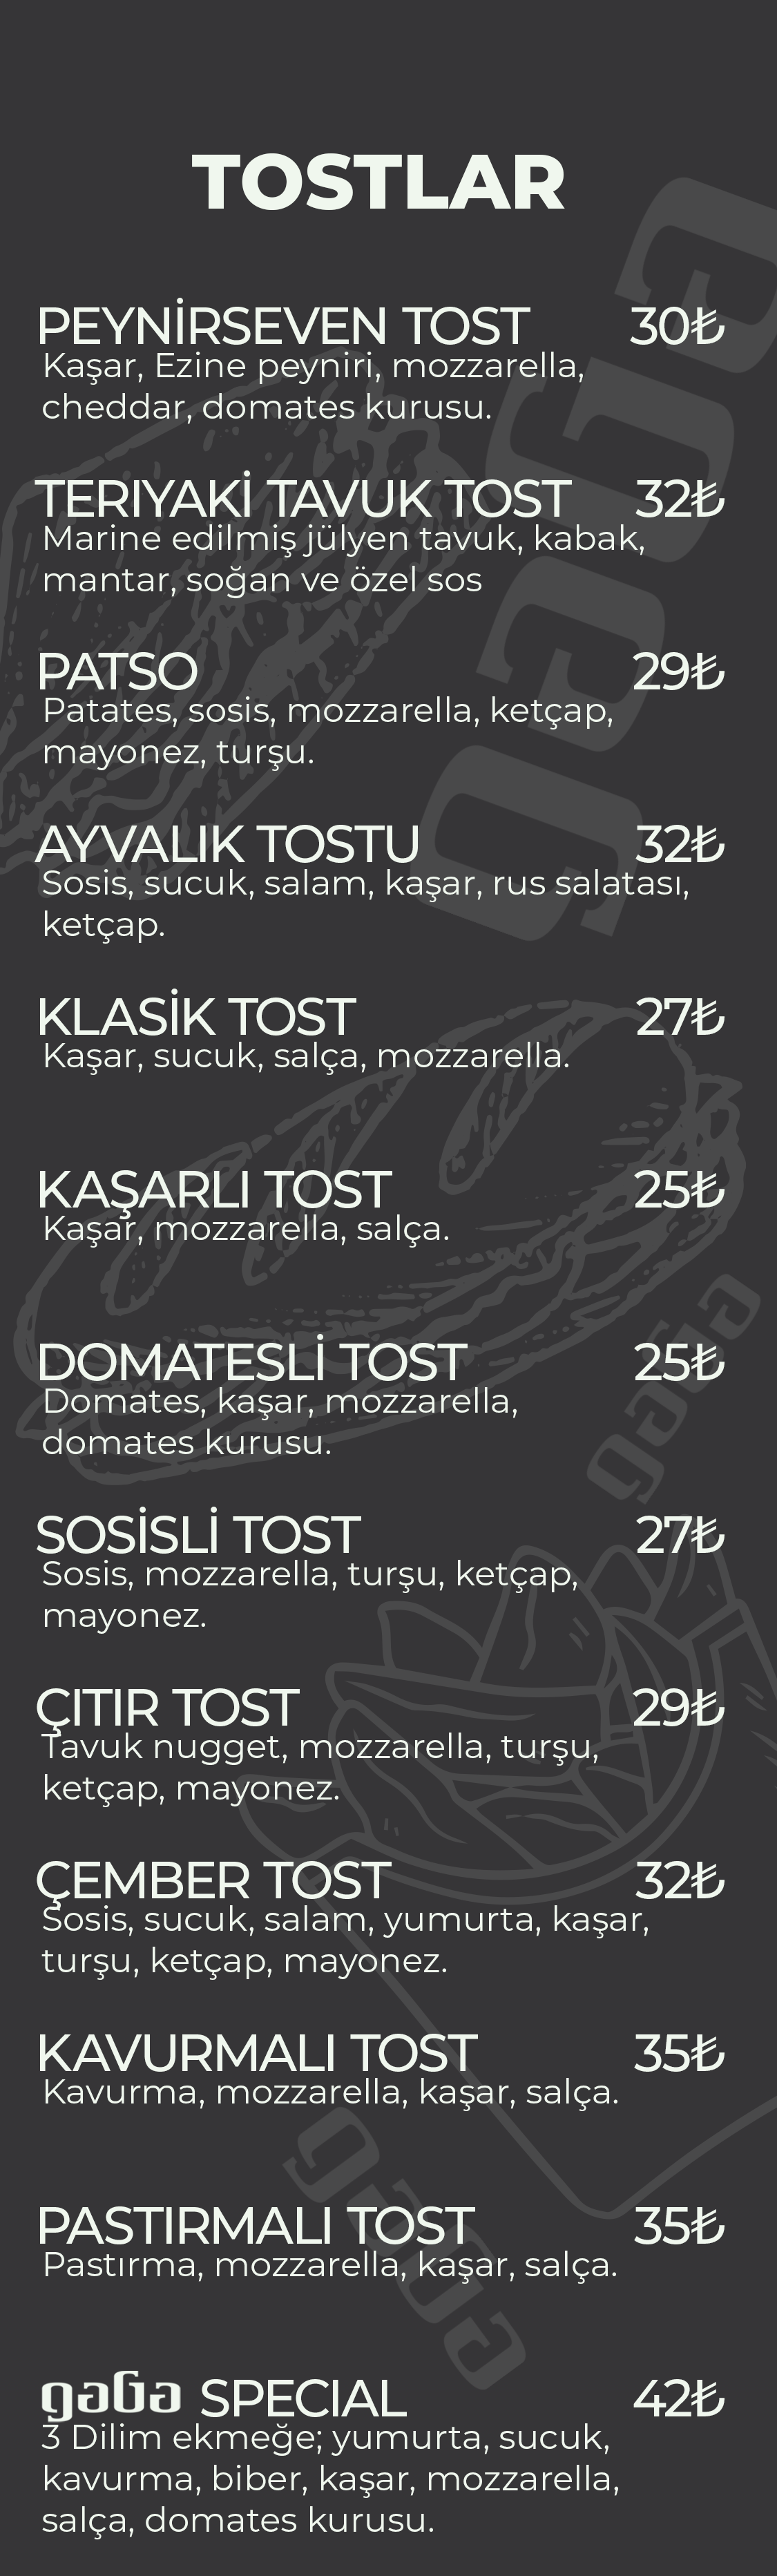 TOSTLAR
PEYNİRSEVEN TOST 30₺
Kaşar, Ezine peyniri, mozzarella,
cheddar, domates kurusu.
TERIYAKİ TAVUK TOST 32₺
Marine edilmiş jülyen tavuk, kabak,
mantar, soğan ve özel sos
PATSO 29₺
Patates, sosis, mozzarella, ketçap,
mayonez, turşu.
AYVALIK TOSTU 32₺
Sosis, sucuk, salam, kaşar, rus salatası,
ketçap.
KLASİK TOST 27₺
Kaşar, sucuk, salça, mozzarella.
KAŞARLI TOST 25₺
Kaşar, mozzarella, salça.
DOMATESLİ TOST 25₺
Domates, kaşar, mozzarella,
domates kurusu.
SOSİSLİ TOST 27₺
Sosis, mozzarella, turşu, ketçap,
mayonez.
ÇITIR TOST 29₺
Tavuk nugget, mozzarella, turşu,
ketçap, mayonez.
ÇEMBER TOST 32₺
Sosis, sucuk, salam, yumurta, kaşar,
turşu, ketçap, mayonez.
KAVURMALI TOST 35₺
Kavurma, mozzarella, kaşar, salça.
PASTIRMALI TOST 35₺
Pastırma, mozzarella, kaşar, salça.
gaGa SPECIAL 42₺
3 Dilim ekmeğe; yumurta, sucuk,
kavurma, biber, kaşar, mozzarella,
salça, domates kurusu.
gaGa
gaGa
gaGa